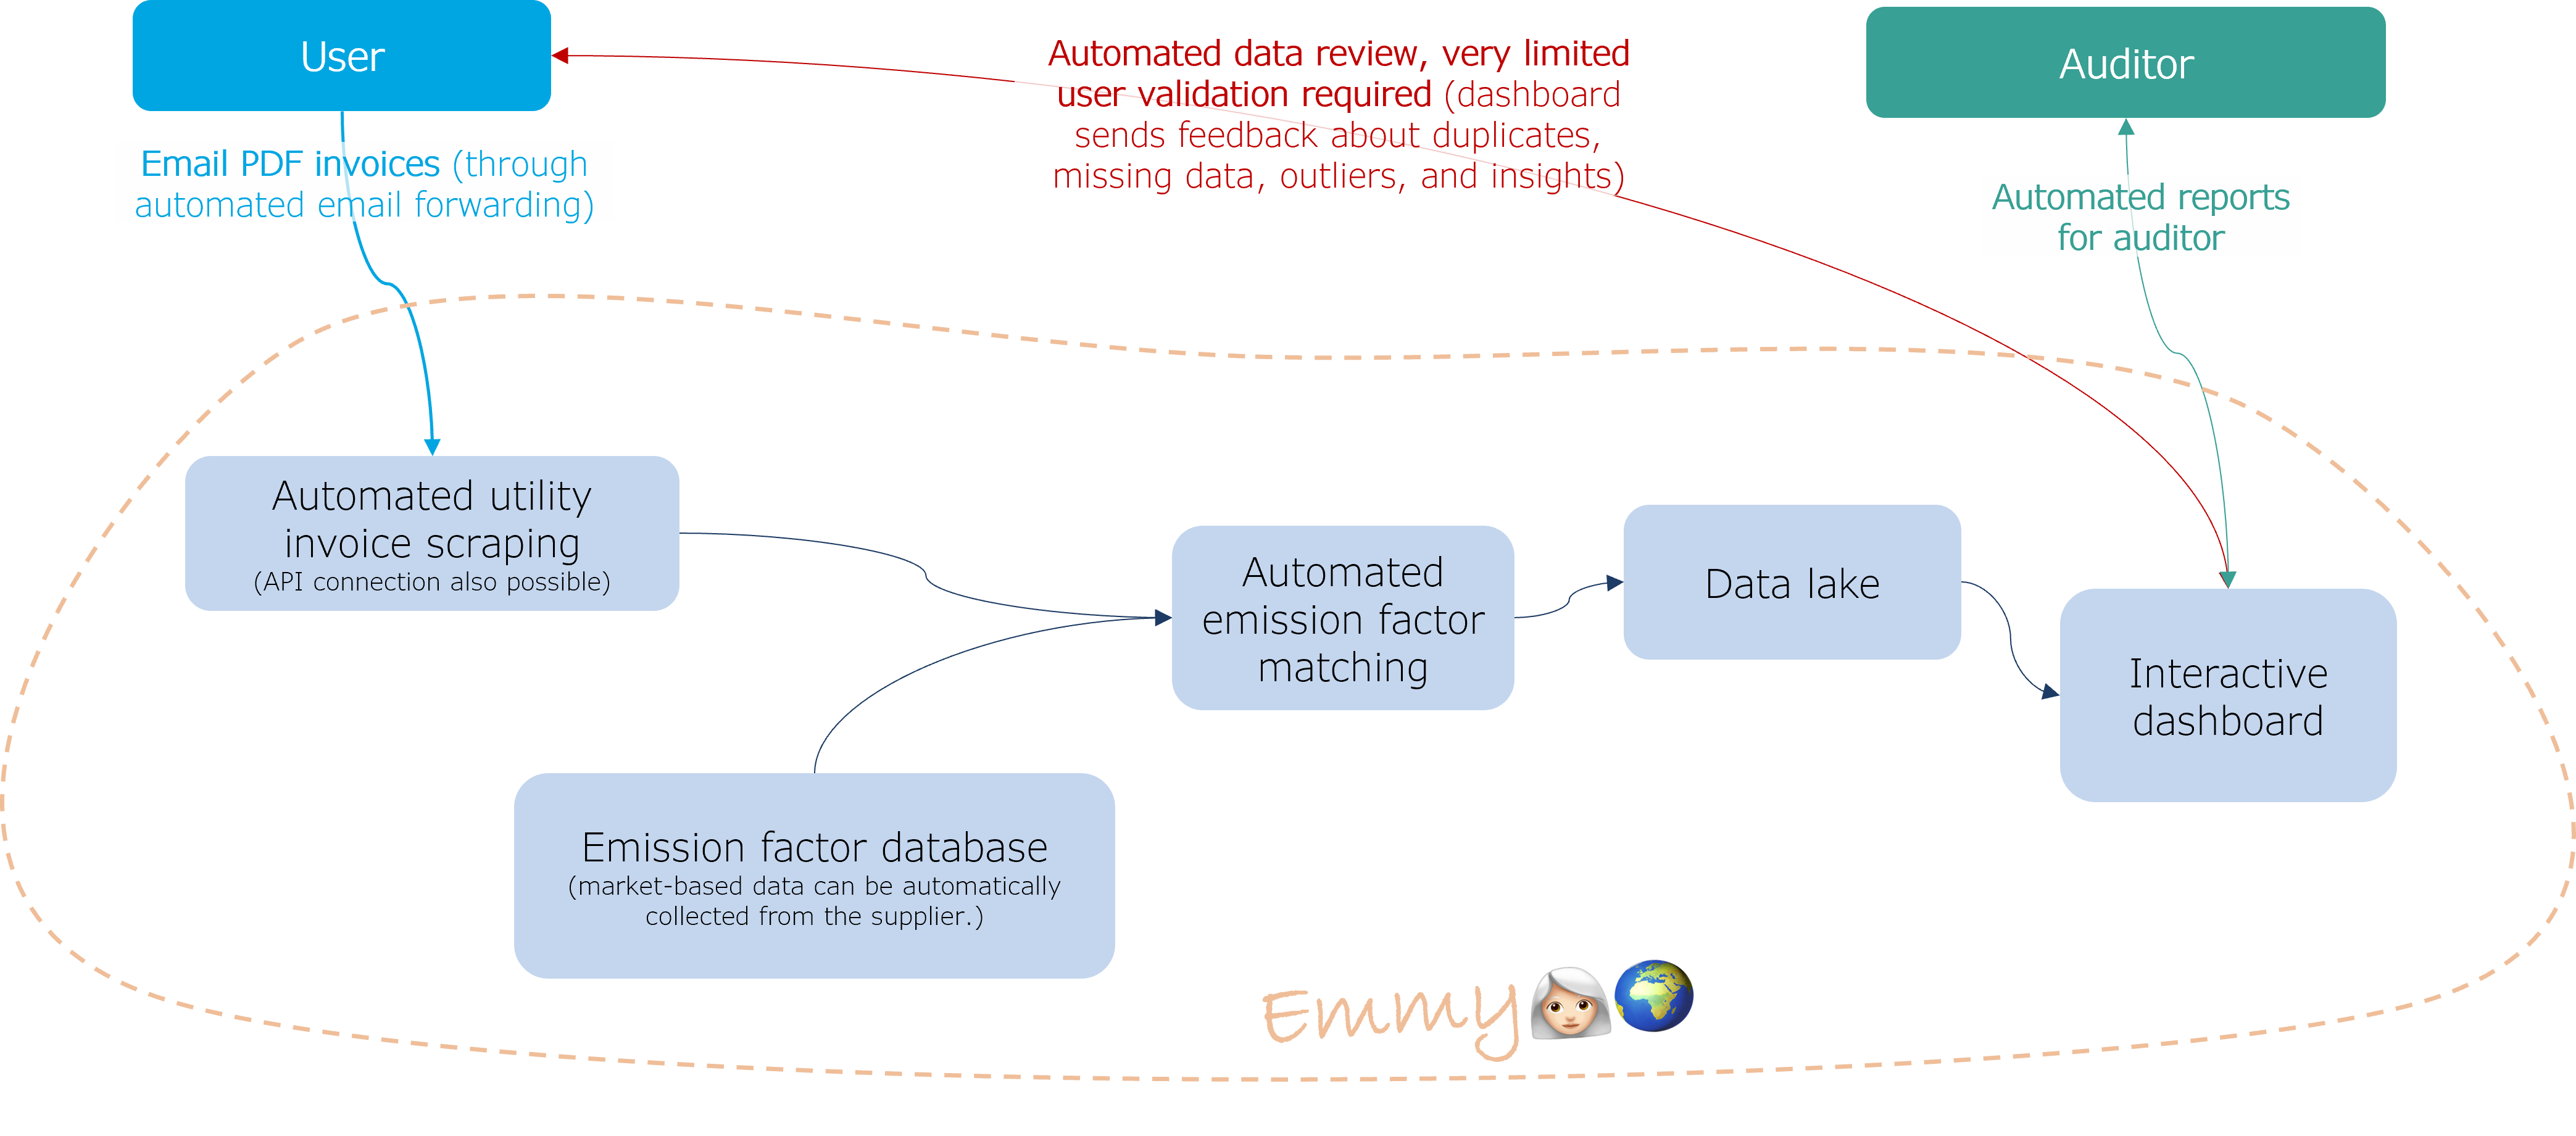 User
Automated data review, very limited
user validation required (dashboard
sends feedback about duplicates,
missing data, outliers, and insights)
Auditor
Email PDF invoices (through
automated email forwarding)
Automated reports
for auditor
Automated utility
invoice scraping
(API connection also possible)
Automated
emission factor
matching
Data lake
Interactive
dashboard
Emission factor database
(market-based data can be automatically
collected from the supplier.)
Emmy